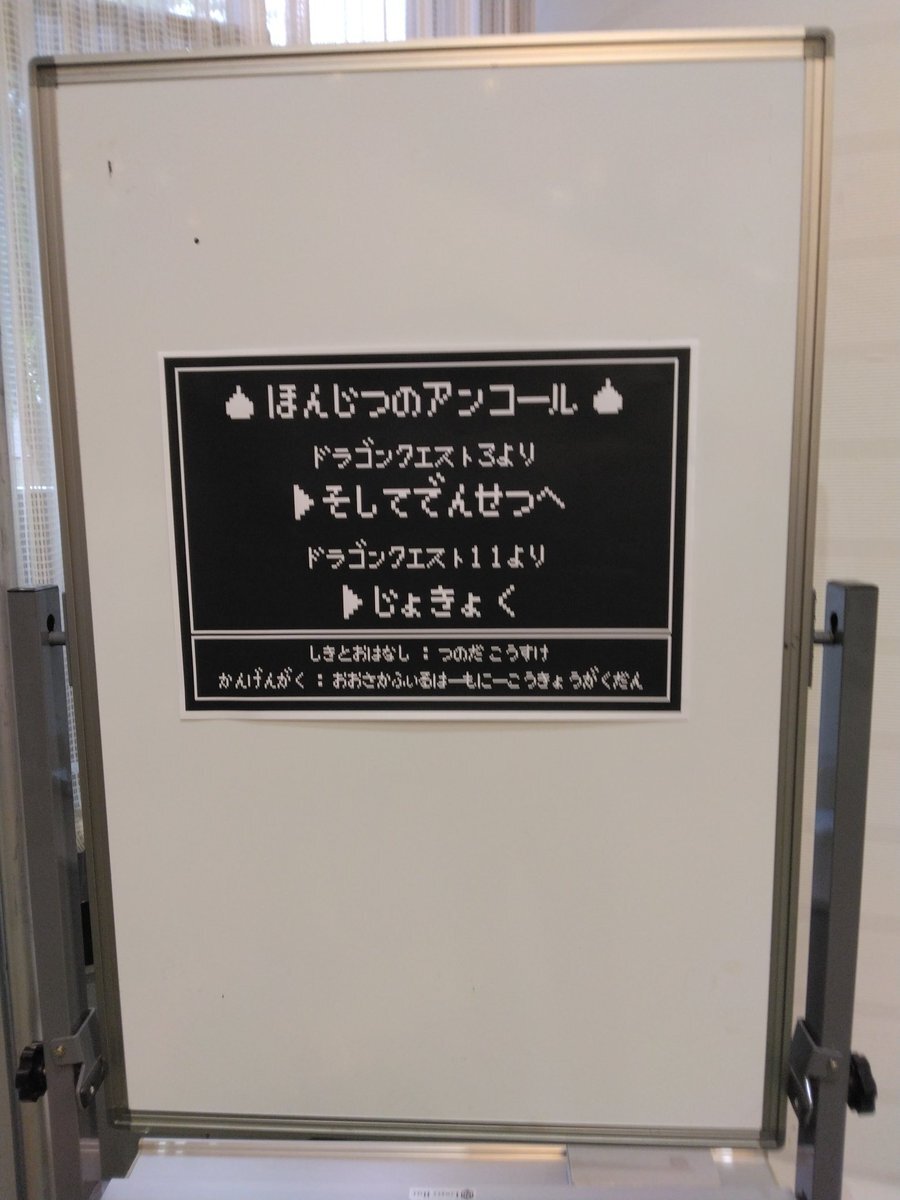 ほんじつのアンコール
ドラゴンクエスト3より
▶そしてでんせつへ
ドラゴンクエスト11より
▶じょきょく
しきとおはなし：つのだ こうすけ
かんげんがく：おおさかふぃるはーもにーこうきょうがくだん